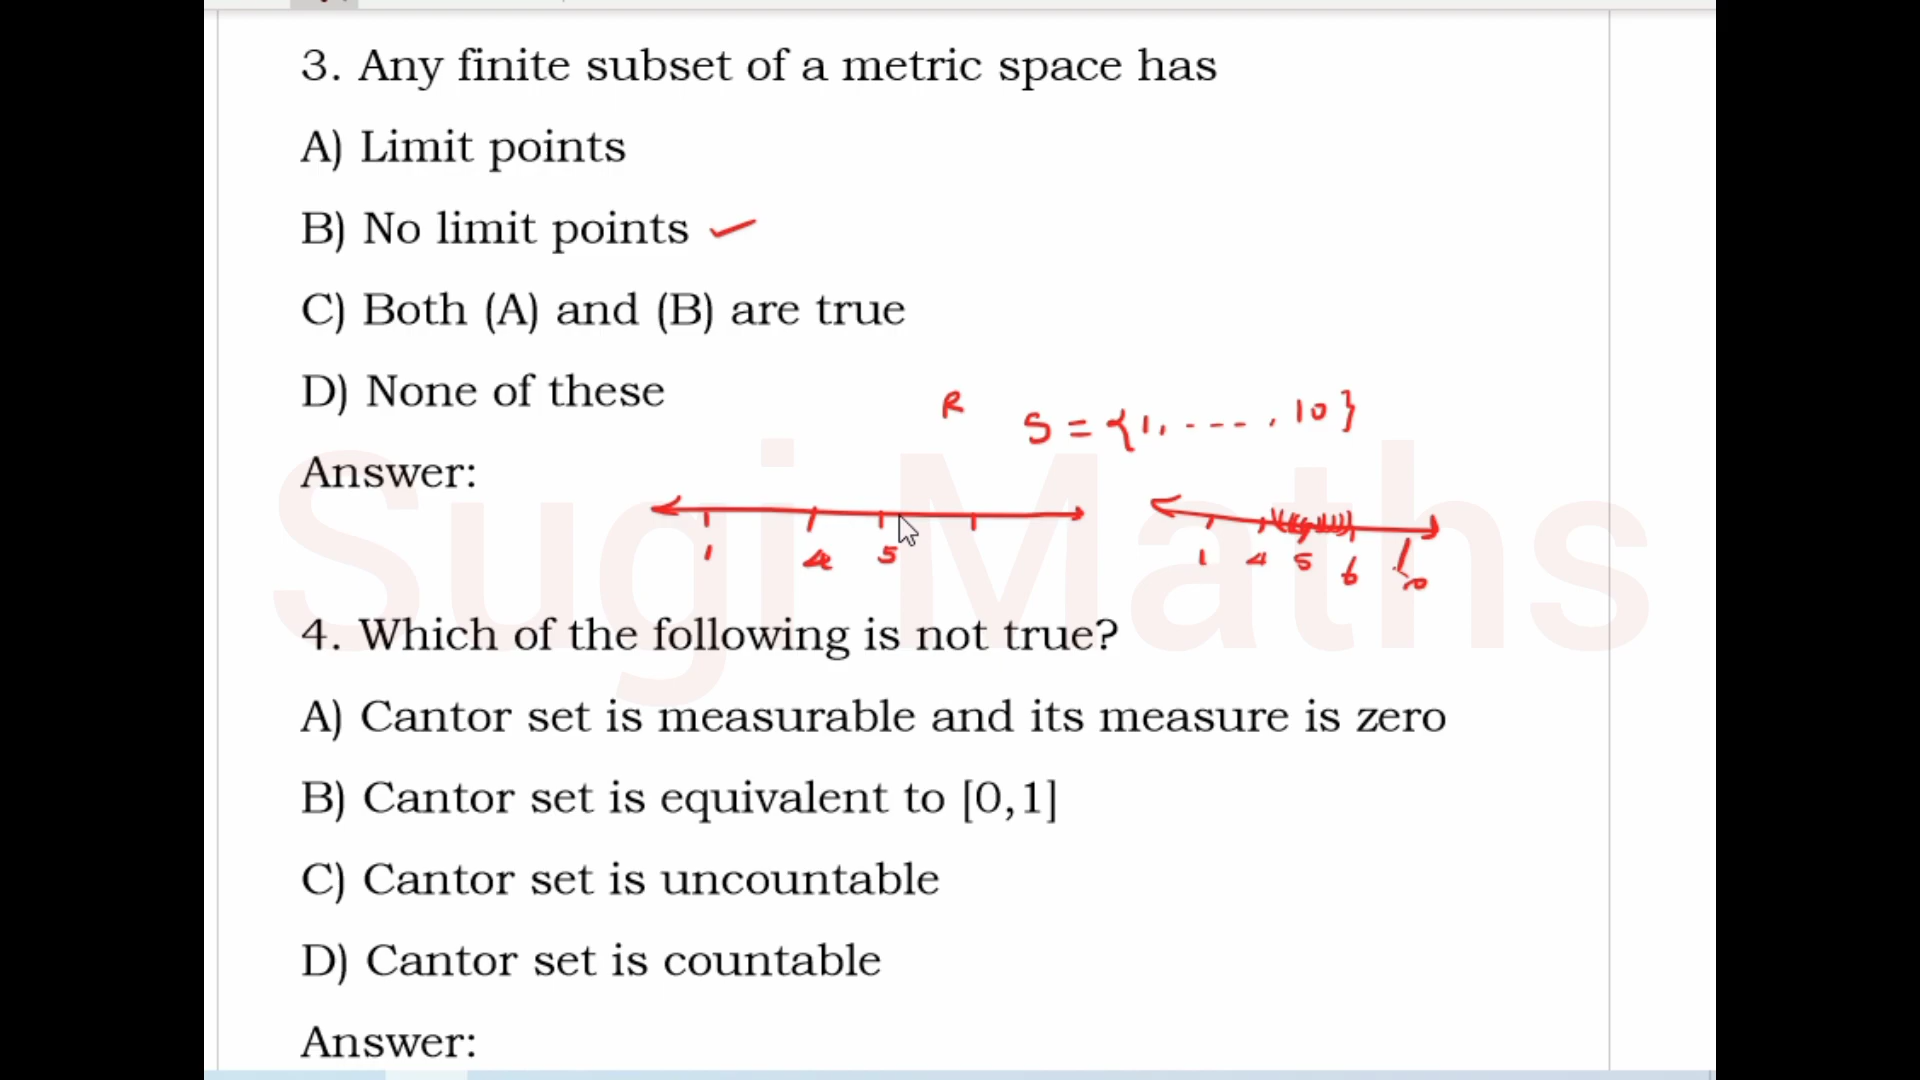 3. Any finite subset of a metric space has
A) Limit points
B) No limit points
C) Both (A) and (B) are true
D) None of these
R S = {1, - - - - , 10}
Answer:
1 4 5
1 4 5 6 10
Sugi Maths
4. Which of the following is not true?
A) Cantor set is measurable and its measure is zero
B) Cantor set is equivalent to [0,1]
C) Cantor set is uncountable
D) Cantor set is countable
Answer: